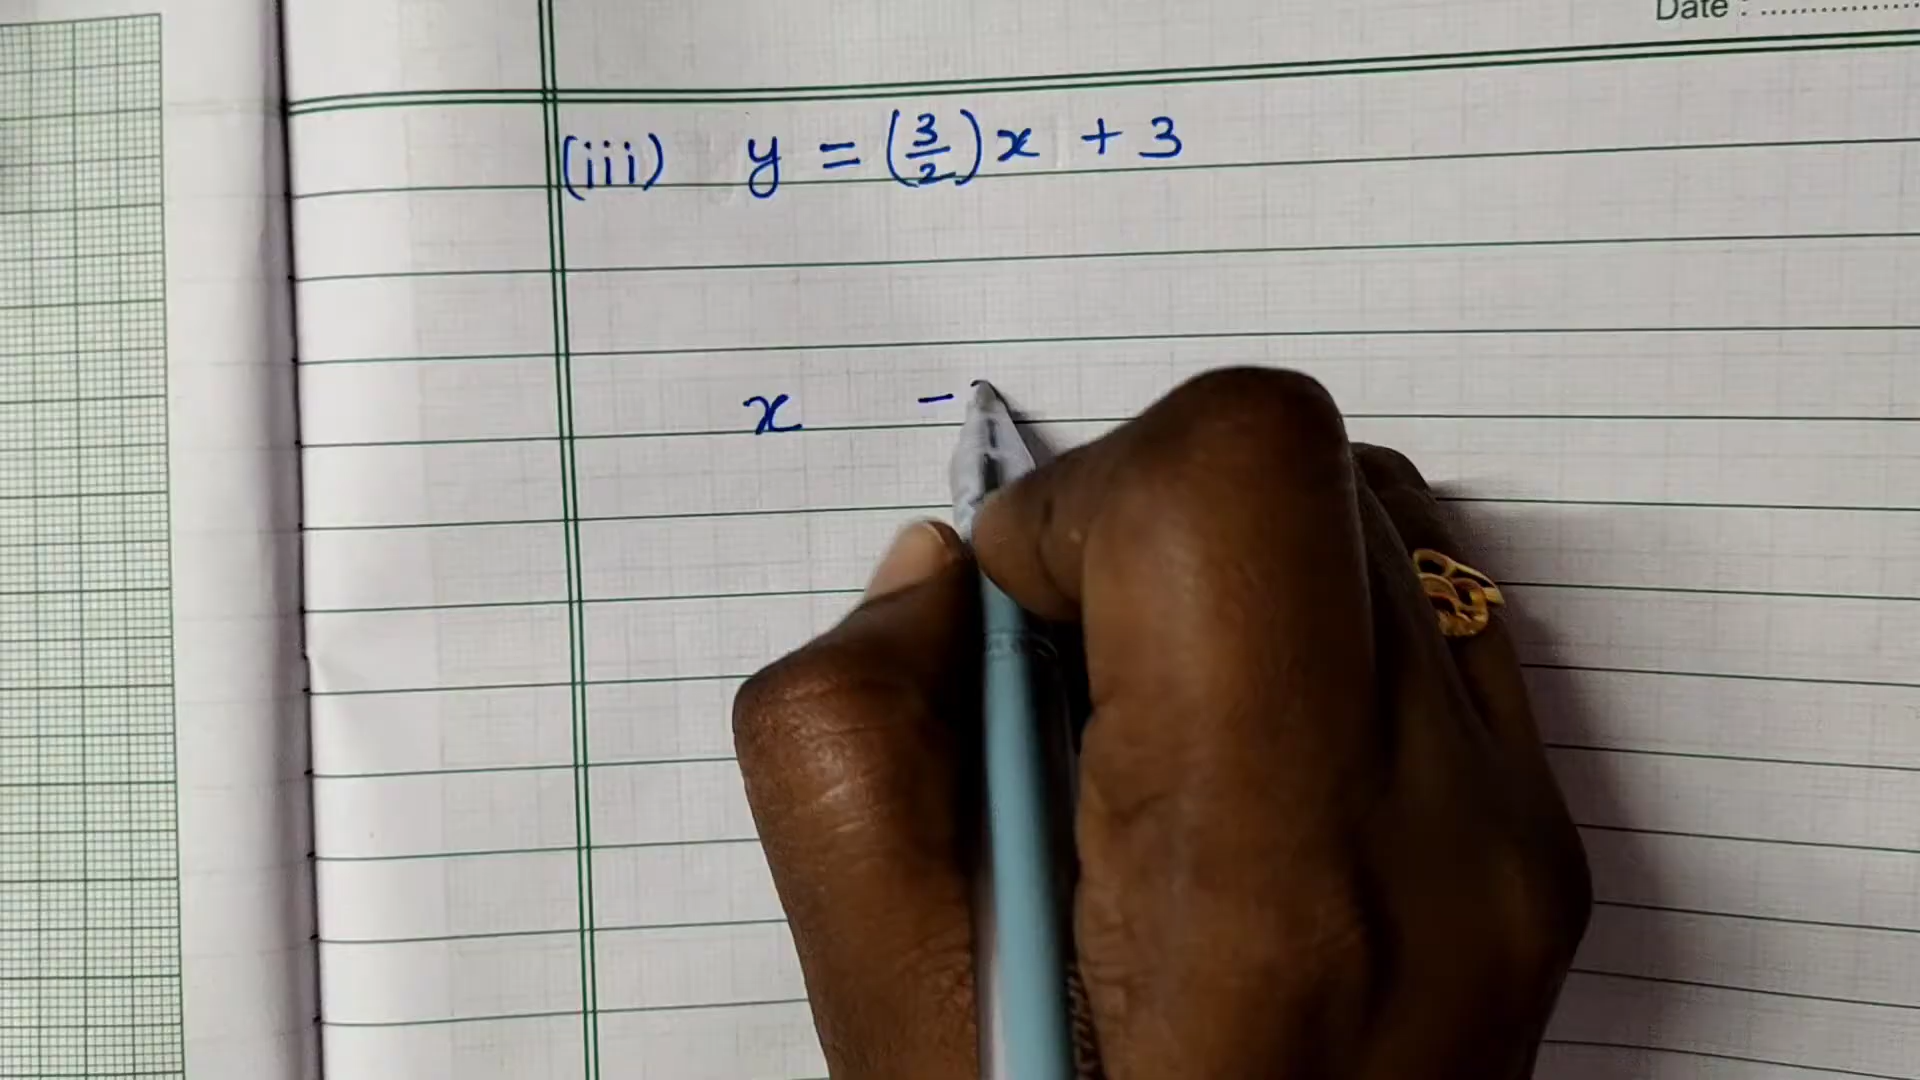 Date : ................
(iii) y = (3/2)x + 3
x -